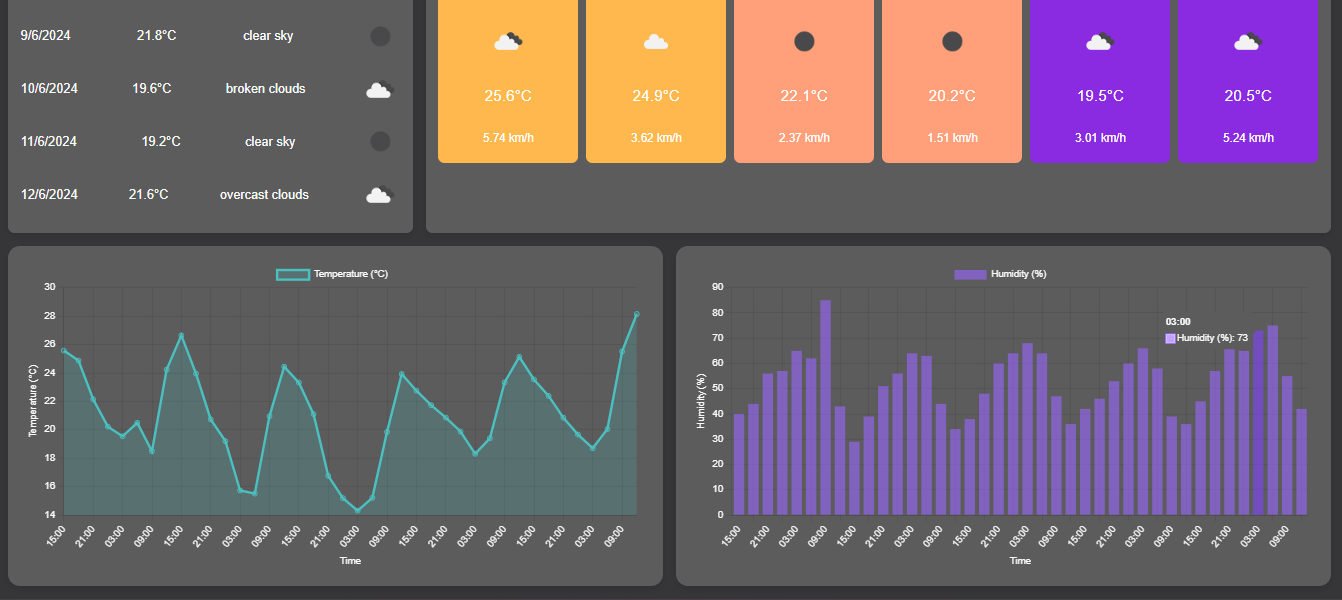 9/6/2024 21.8°C clear sky
10/6/2024 19.6°C broken clouds
11/6/2024 19.2°C clear sky
12/6/2024 21.6°C overcast clouds
25.6°C 24.9°C 22.1°C 20.2°C 19.5°C 20.5°C
5.74 km/h 3.62 km/h 2.37 km/h 1.51 km/h 3.01 km/h 5.24 km/h
Temperature (°C)
30
28
26
24
22
20
18
16
14
Temperature (°C)
15:00 21:00 03:00 09:00 15:00 21:00 03:00 09:00 15:00 21:00 03:00 09:00 15:00 21:00 03:00 09:00 15:00 21:00 03:00 09:00
Time
Humidity (%)
90
80
70
60
50
40
30
20
10
0
Humidity (%)
03:00
Humidity (%): 73
15:00 21:00 03:00 09:00 15:00 21:00 03:00 09:00 15:00 21:00 03:00 09:00 15:00 21:00 03:00 09:00 15:00 21:00 03:00 09:00
Time